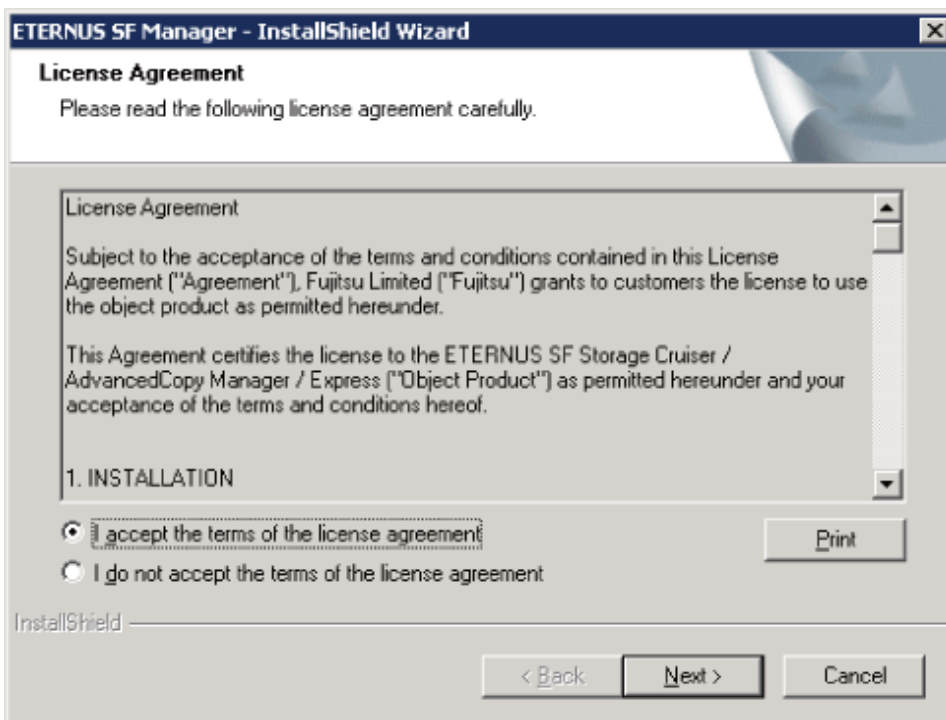 ETERNUS SF Manager - InstallShield Wizard
License Agreement
Please read the following license agreement carefully.
License Agreement
Subject to the acceptance of the terms and conditions contained in this License
Agreement ("Agreement"), Fujitsu Limited ("Fujitsu") grants to customers the license to use
the object product as permitted hereunder.
This Agreement certifies the license to the ETERNUS SF Storage Cruiser /
AdvancedCopy Manager / Express ("Object Product") as permitted hereunder and your
acceptance of the terms and conditions hereof.
1. INSTALLATION
I accept the terms of the license agreement
Print
I do not accept the terms of the license agreement
InstallShield
< Back
Next >
Cancel